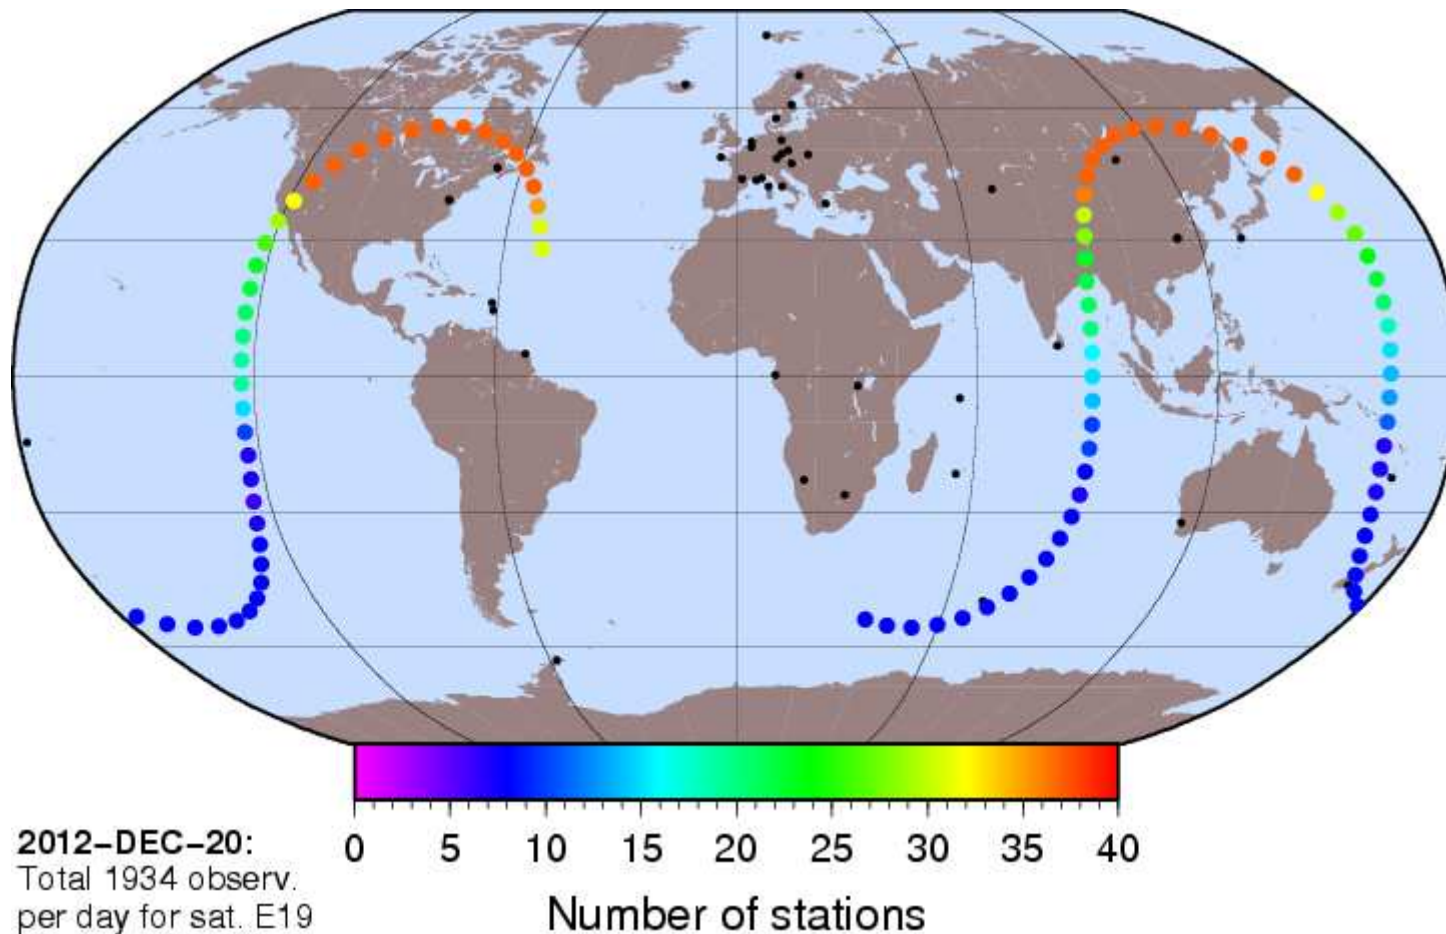 0 5 10 15 20 25 30 35 40
Number of stations
2012–DEC–20:
Total 1934 observ.
per day for sat. E19